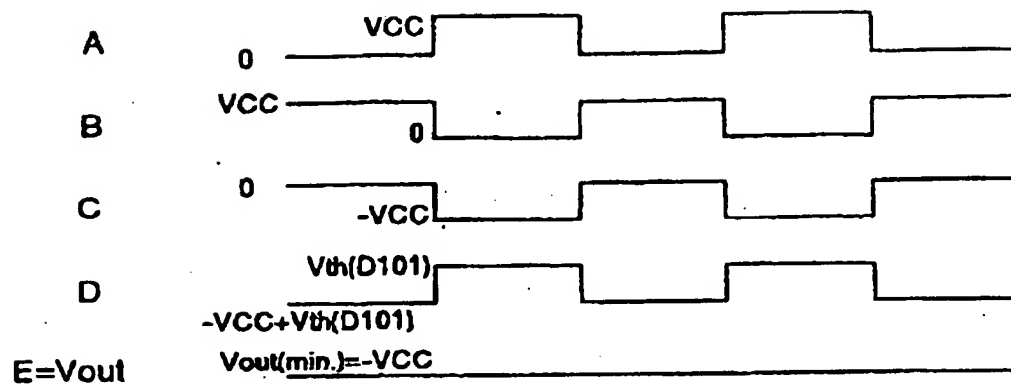 A
VCC
0
B
VCC
0
C
0
-VCC
D
Vth(D101)
-VCC+Vth(D101)
E=Vout
Vout(min.)=-VCC